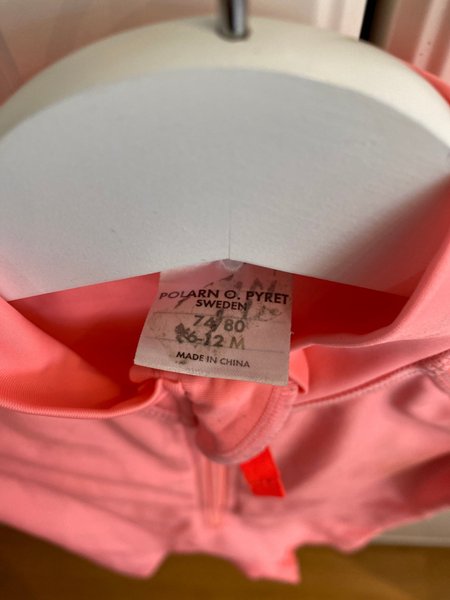 POLARN O. PYRET
SWEDEN
74/80
6-12 M
MADE IN CHINA